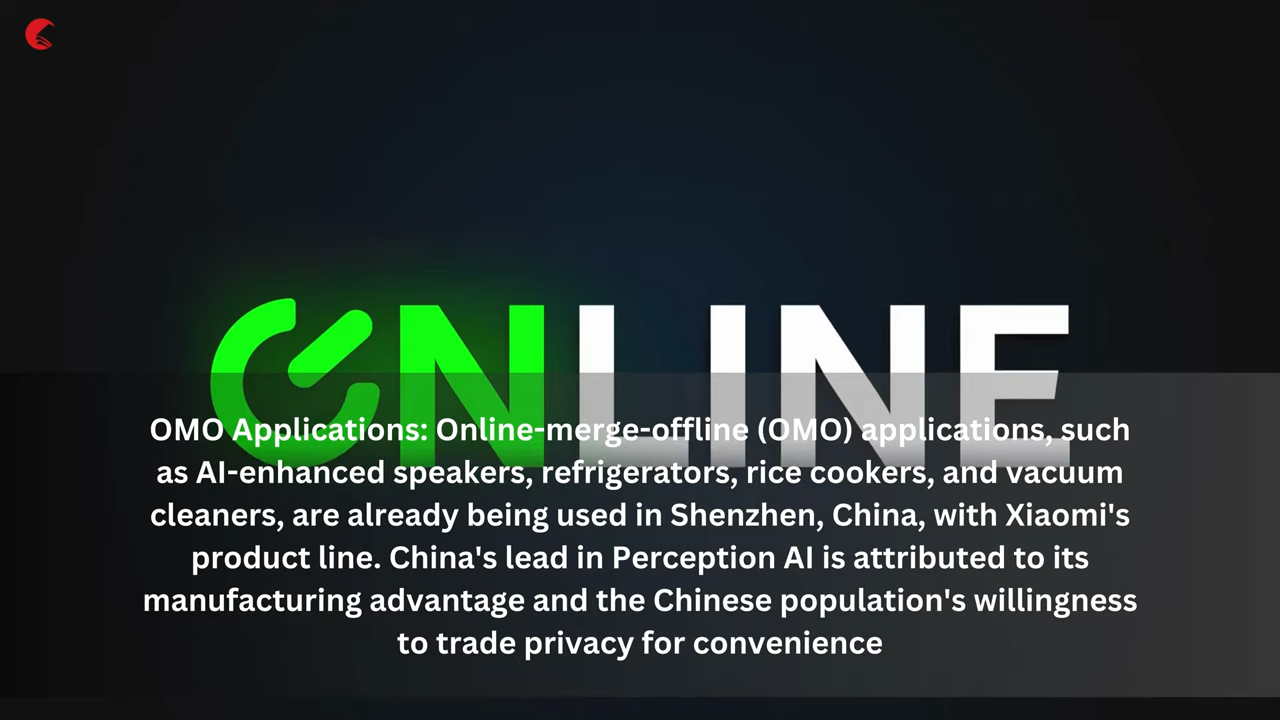 ONLINE
OMO Applications: Online-merge-offline (OMO) applications, such
as AI-enhanced speakers, refrigerators, rice cookers, and vacuum
cleaners, are already being used in Shenzhen, China, with Xiaomi's
product line. China's lead in Perception AI is attributed to its
manufacturing advantage and the Chinese population's willingness
to trade privacy for convenience